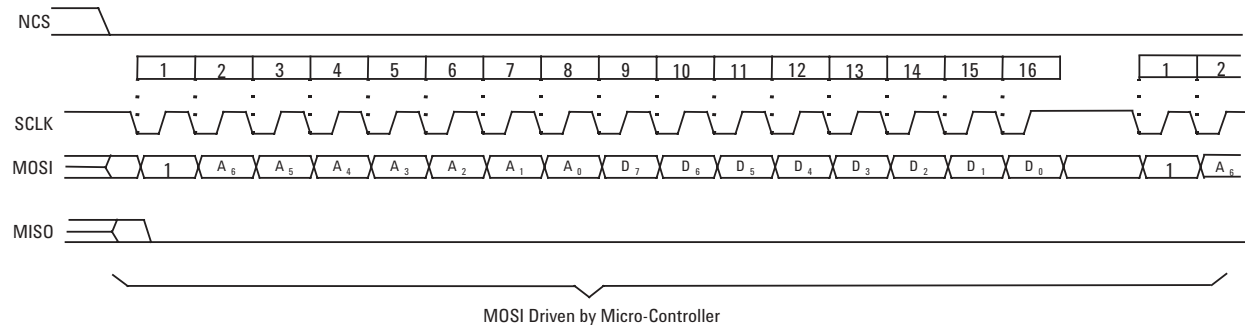 NCS
1 2 3 4 5 6 7 8 9 10 11 12 13 14 15 16 1 2
SCLK
MOSI 1 A6 A5 A4 A3 A2 A1 A0 D7 D6 D5 D4 D3 D2 D1 D0 1 A6
MISO
MOSI Driven by Micro-Controller